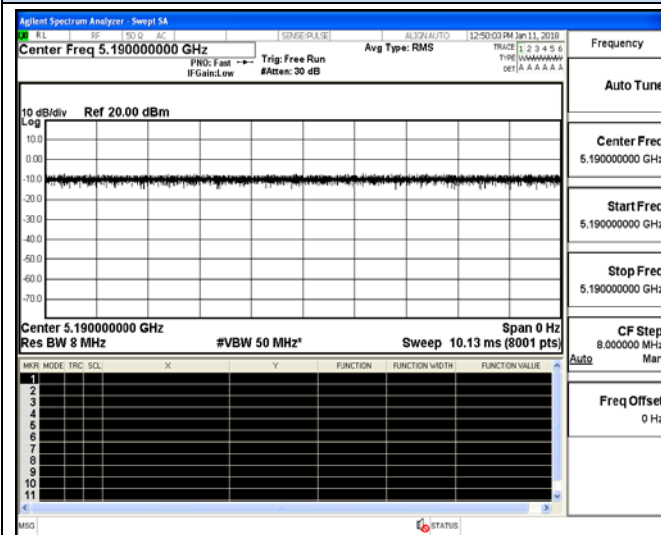 Agilent Spectrum Analyzer - Swept SA
RL RF 50 Ω AC SENSE:PULSE ALIGN AUTO 12:50:03 PM Jan 11, 2018
Center Freq 5.190000000 GHz Avg Type: RMS TRACE 1 2 3 4 5 6
PNO: Fast Trig: Free Run TYPE WWWWWW
IFGain:Low #Atten: 30 dB DET A A A A A A
10 dB/div Ref 20.00 dBm
Log
10.0
0.00
-10.0
-20.0
-30.0
-40.0
-50.0
-60.0
-70.0
Center 5.190000000 GHz Span 0 Hz
Res BW 8 MHz #VBW 50 MHz* Sweep 10.13 ms (8001 pts)
MKR MODE TRC SCL X Y FUNCTION FUNCTION WIDTH FUNCTION VALUE
1
2
3
4
5
6
7
8
9
10
11
MSG STATUS
Frequency
Auto Tune
Center Freq
5.190000000 GHz
Start Freq
5.190000000 GHz
Stop Freq
5.190000000 GHz
CF Step
8.000000 MHz
Auto Man
Freq Offset
0 Hz